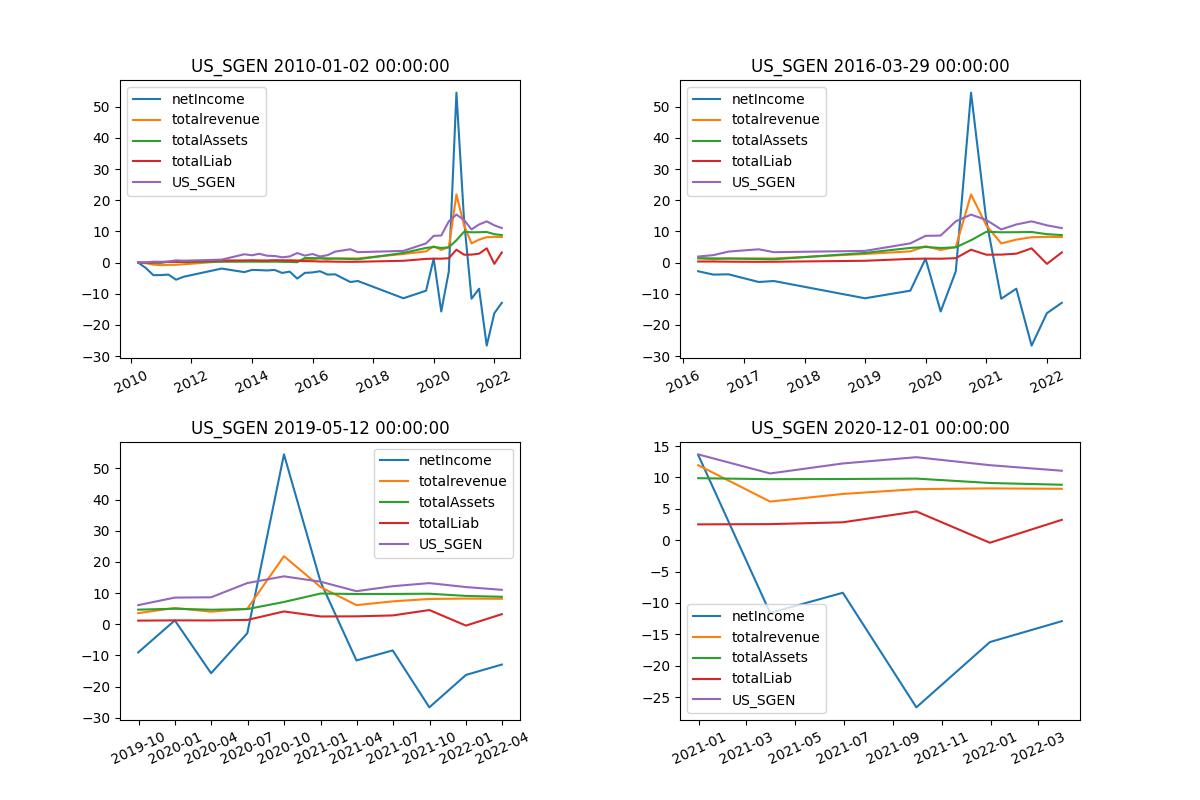 US_SGEN 2010-01-02 00:00:00
netIncome
totalrevenue
totalAssets
totalLiab
US_SGEN
50
40
30
20
10
0
−10
−20
−30
2010
2012
2014
2016
2018
2020
2022
US_SGEN 2016-03-29 00:00:00
netIncome
totalrevenue
totalAssets
totalLiab
US_SGEN
50
40
30
20
10
0
−10
−20
−30
2016
2017
2018
2019
2020
2021
2022
US_SGEN 2019-05-12 00:00:00
netIncome
totalrevenue
totalAssets
totalLiab
US_SGEN
50
40
30
20
10
0
−10
−20
−30
2019-10
2020-01
2020-04
2020-07
2020-10
2021-01
2021-04
2021-07
2021-10
2022-01
2022-04
US_SGEN 2020-12-01 00:00:00
15
10
5
0
−5
−10
−15
−20
−25
netIncome
totalrevenue
totalAssets
totalLiab
US_SGEN
2021-01
2021-03
2021-05
2021-07
2021-09
2021-11
2022-01
2022-03